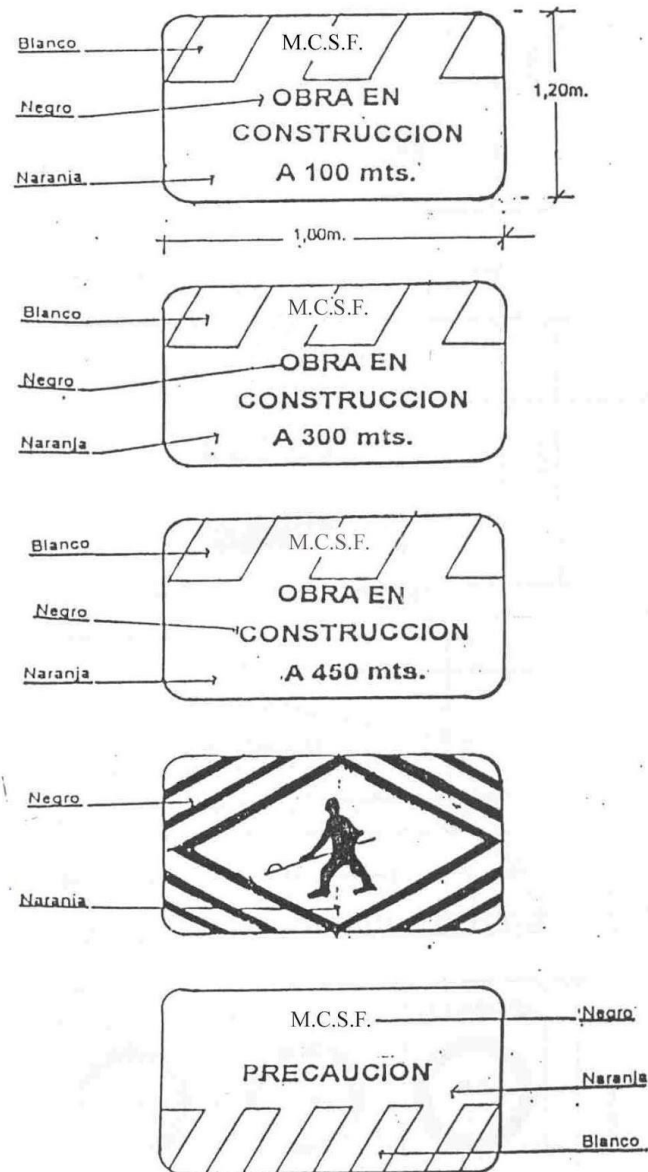 M.C.S.F.
Blanco
1,20m.
Negro
OBRA EN
CONSTRUCCION
Naranja
A 100 mts.
1,00m.
M.C.S.F.
Blanco
OBRA EN
Negro
CONSTRUCCION
Naranja
A 300 mts.
M.C.S.F.
Blanco
OBRA EN
Negro
CONSTRUCCION
Naranja
A 450 mts.
Negro
Naranja
M.C.S.F.
Negro
PRECAUCION
Naranja
Blanco